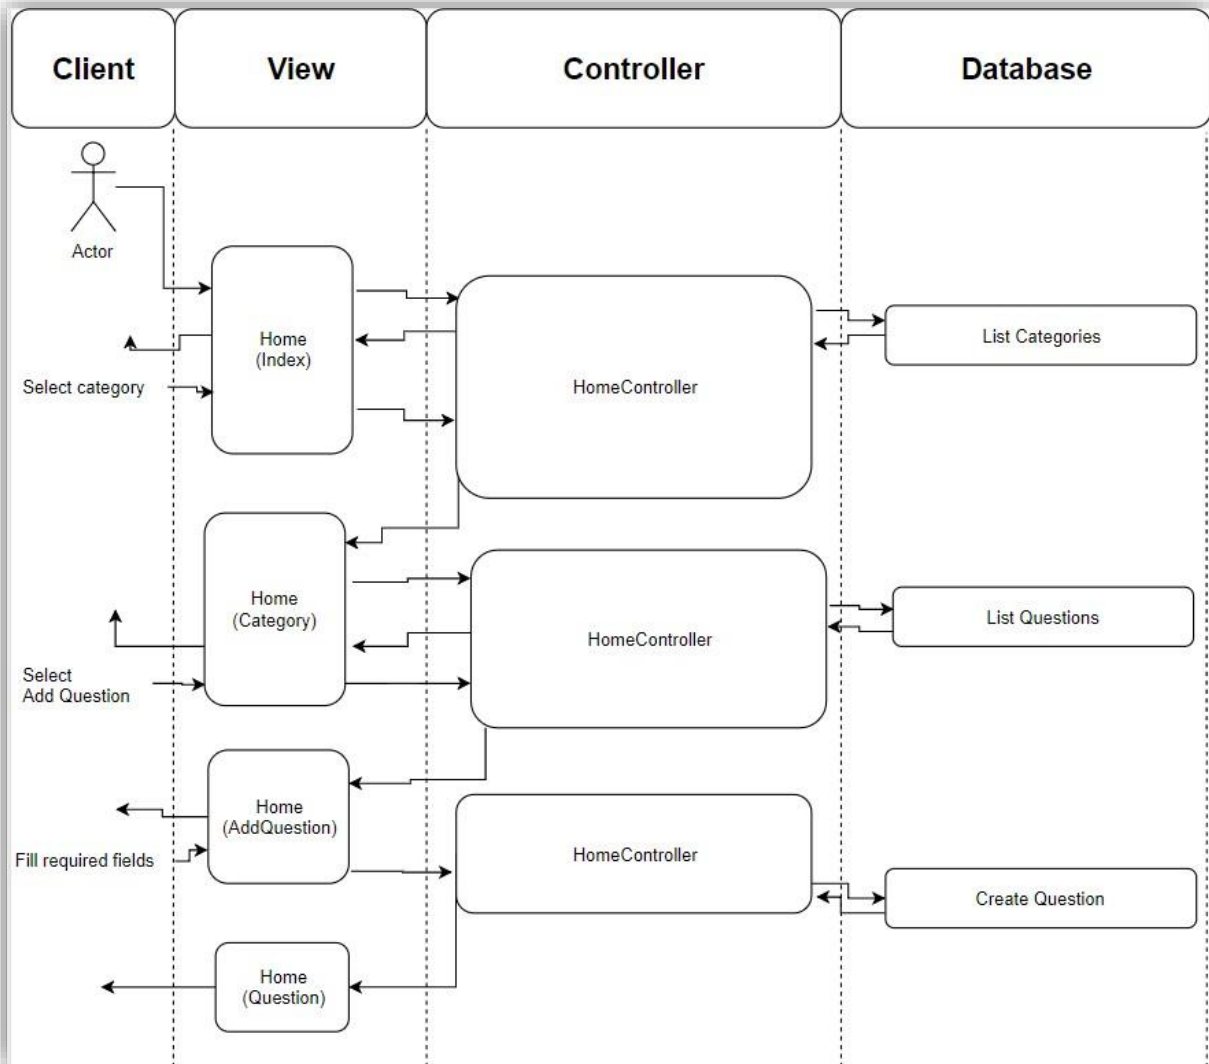 Client
View
Controller
Database
Actor
Home
(Index)
List Categories
Select category
HomeController
Home
(Category)
HomeController
List Questions
Select
Add Question
Home
(AddQuestion)
Fill required fields
HomeController
Create Question
Home
(Question)